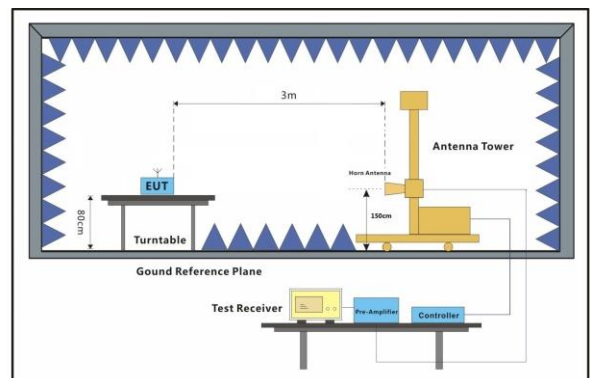 3m
Antenna Tower
Horn Antenna
EUT
150cm
80cm
Turntable
Gound Reference Plane
Test Receiver
Pre-Amplifier
Controller